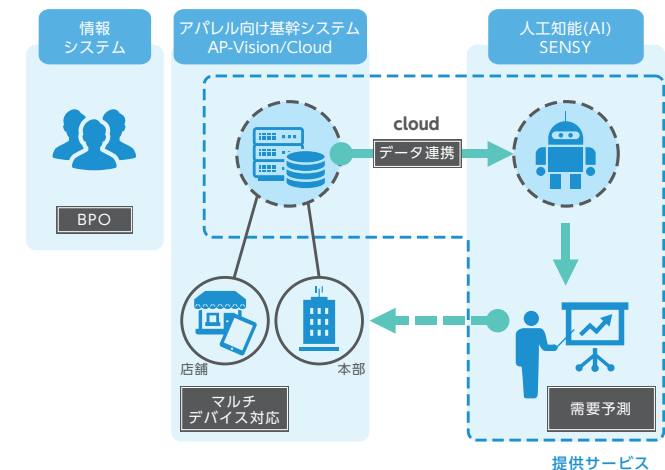 情報
システム
アパレル向け基幹システム
AP-Vision/Cloud
人工知能(AI)
SENSY
cloud
データ連携
BPO
店舗
本部
マルチ
デバイス対応
需要予測
提供サービス